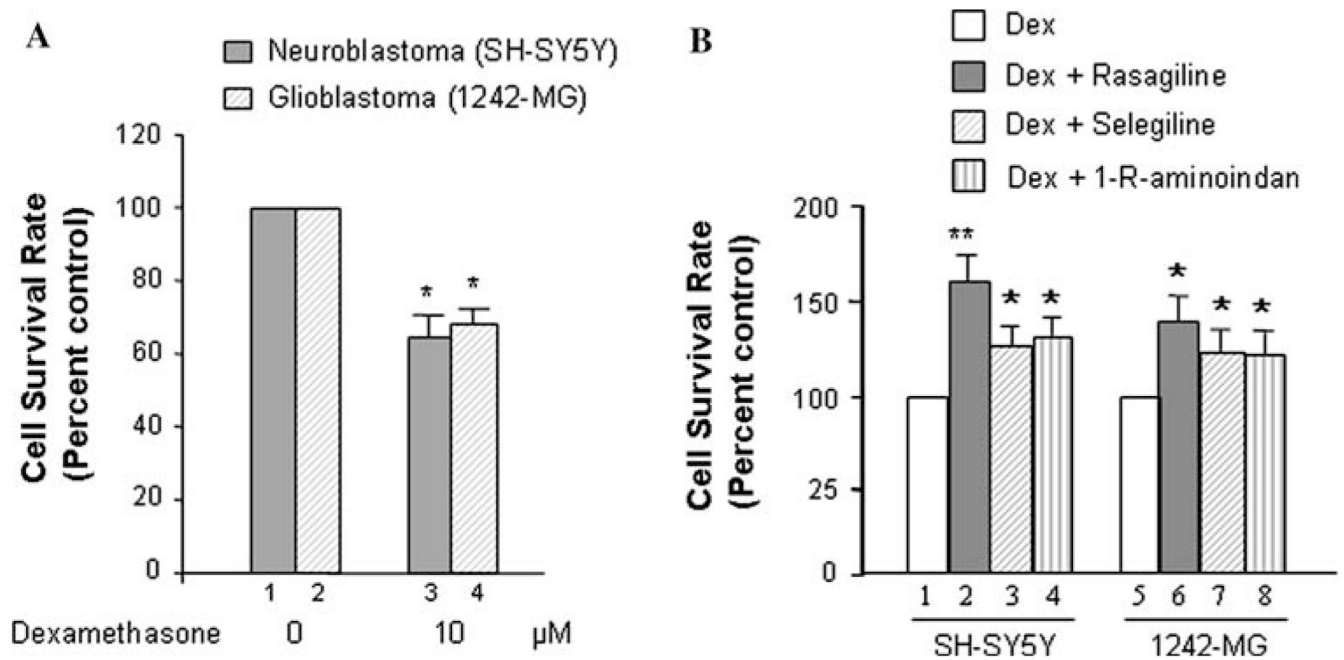 A
Neuroblastoma (SH-SY5Y)
Glioblastoma (1242-MG)
Cell Survival Rate
(Percent control)
120
100
80
60
40
20
0
* *
1 2 3 4
Dexamethasone 0 10 µM
B
Dex
Dex + Rasagiline
Dex + Selegiline
Dex + 1-R-aminoindan
Cell Survival Rate
(Percent control)
200
150
100
25
0
** * * * * *
1 2 3 4 5 6 7 8
SH-SY5Y 1242-MG